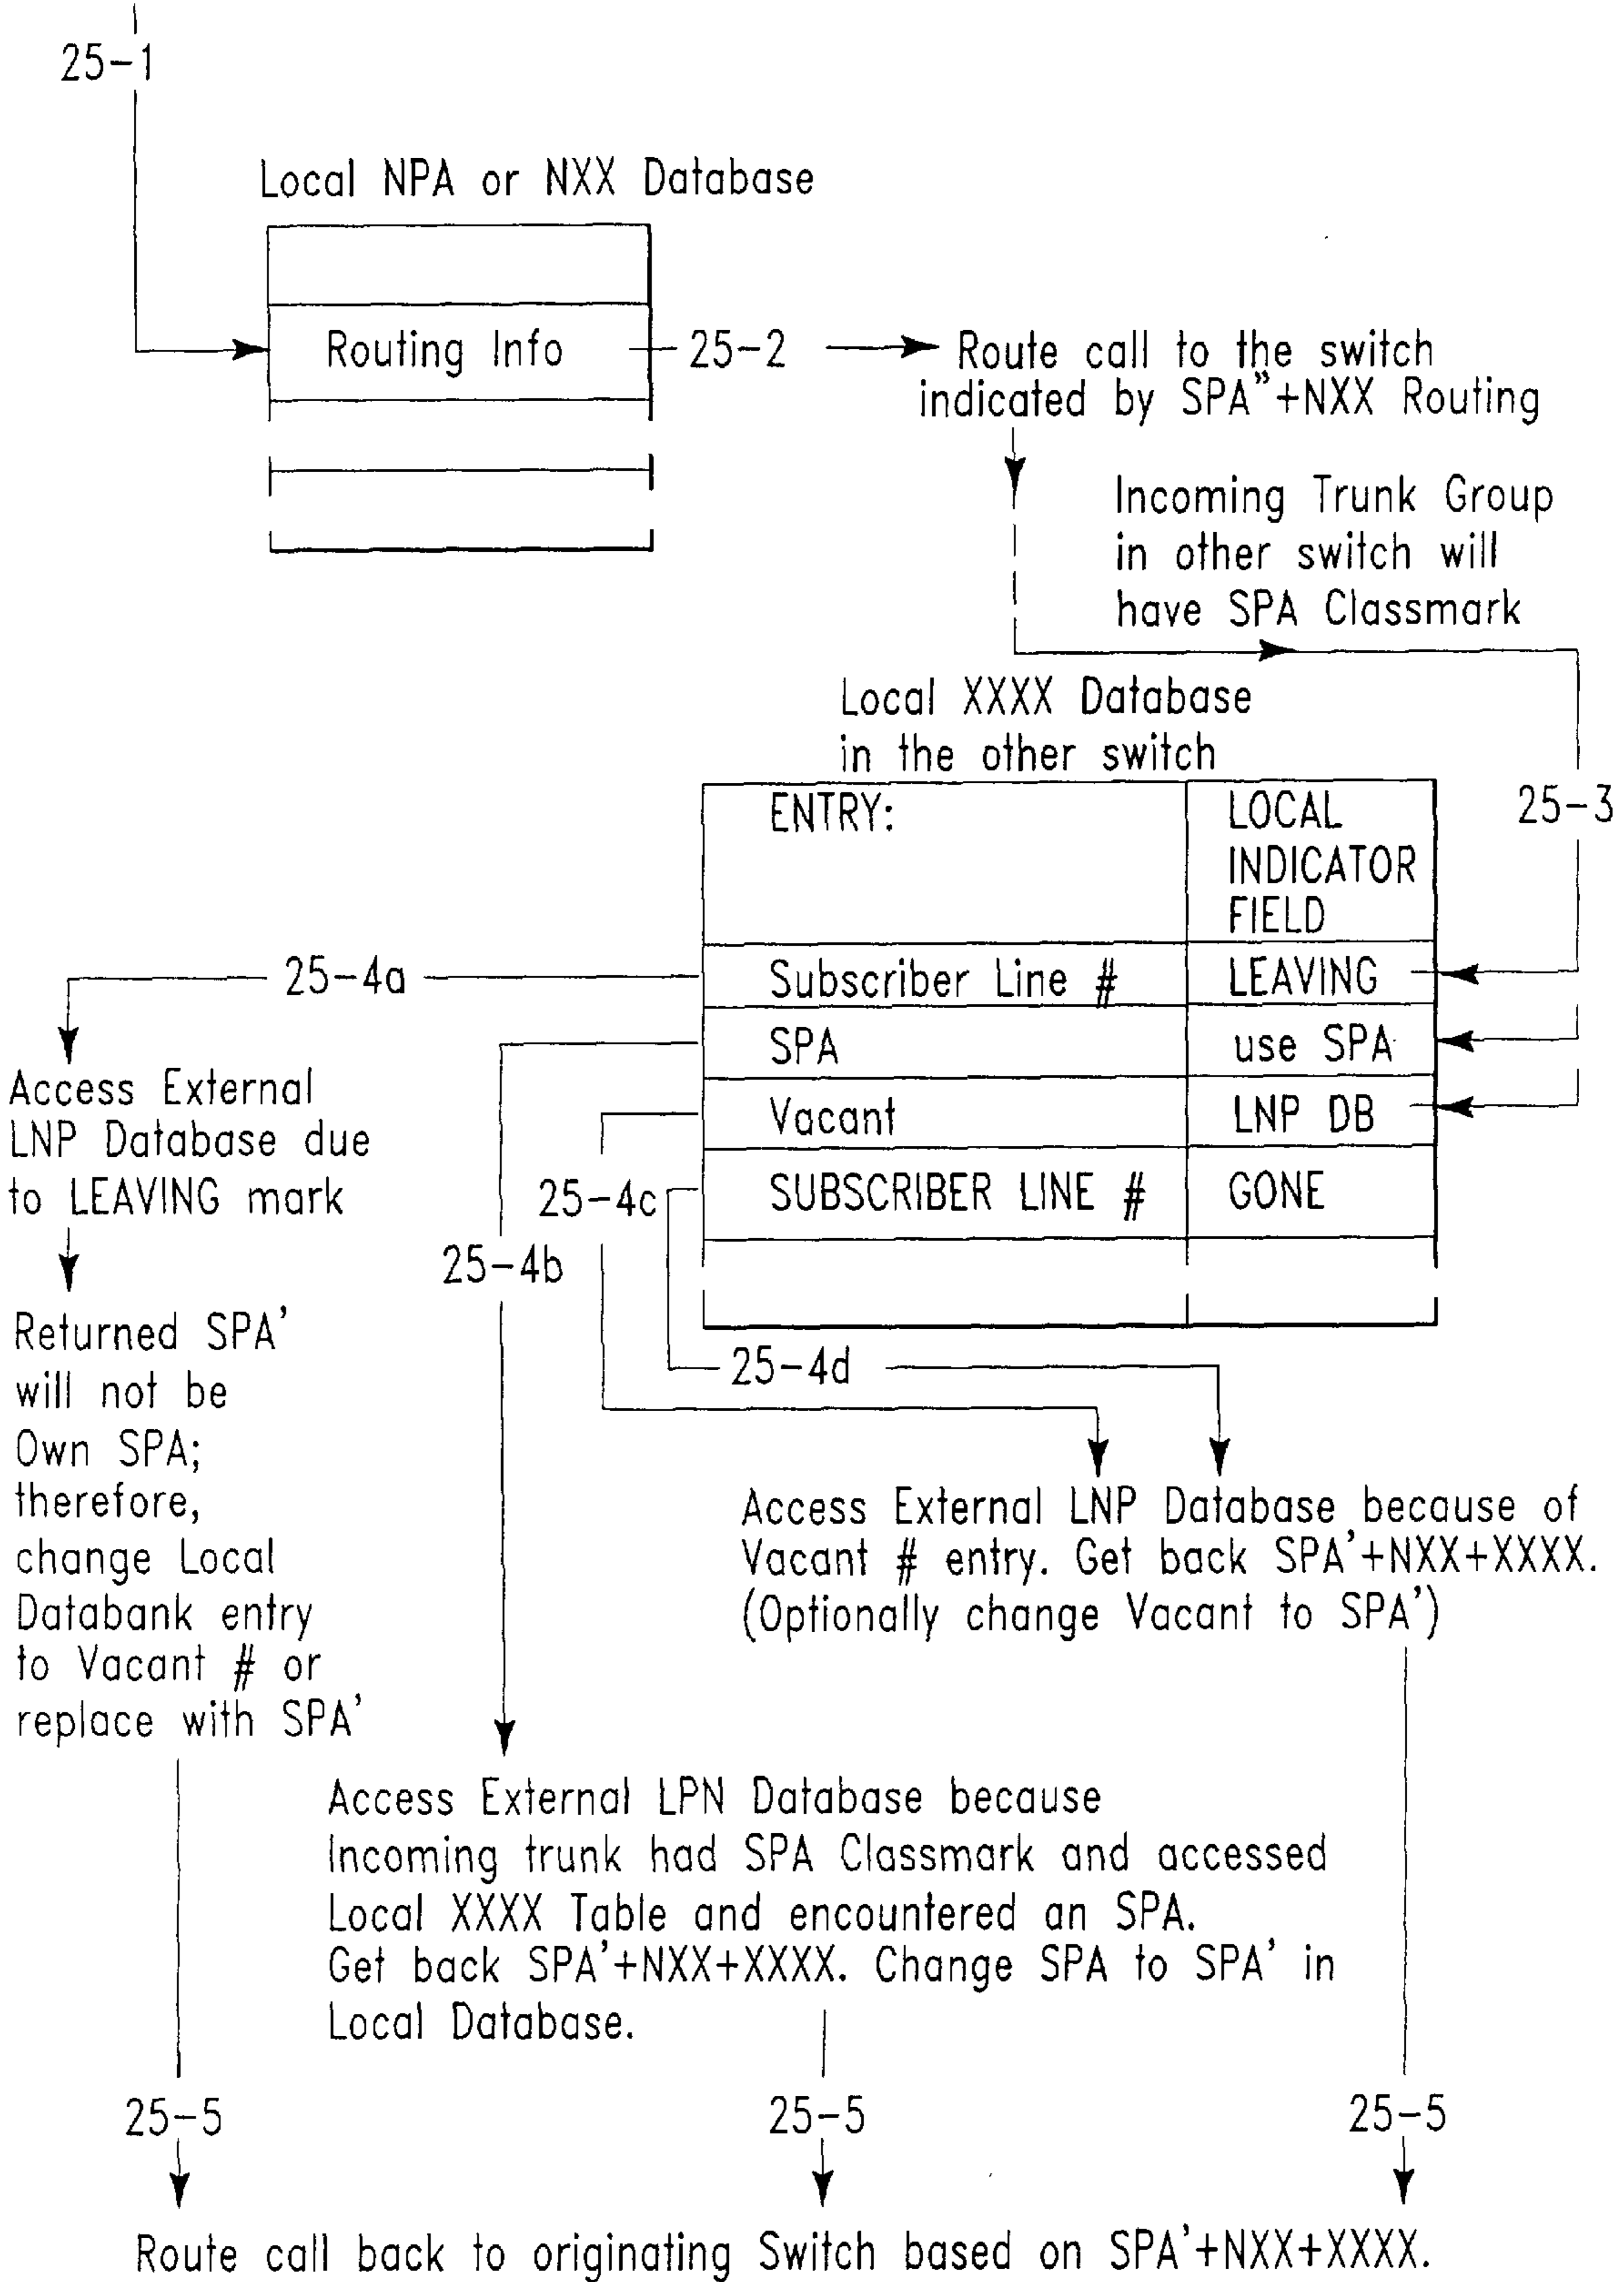 25-1
Local NPA or NXX Database
Routing Info
25-2
Route call to the switch
indicated by SPA"+NXX Routing
Incoming Trunk Group
in other switch will
have SPA Classmark
Local XXXX Database
in the other switch
25-3
ENTRY:
LOCAL
INDICATOR
FIELD
Subscriber Line #
LEAVING
SPA
use SPA
Vacant
LNP DB
SUBSCRIBER LINE #
GONE
25-4a
25-4c
25-4b
25-4d
Access External
LNP Database due
to LEAVING mark
Returned SPA'
will not be
Own SPA;
therefore,
change Local
Databank entry
to Vacant # or
replace with SPA'
Access External LNP Database because of
Vacant # entry. Get back SPA'+NXX+XXXX.
(Optionally change Vacant to SPA')
Access External LPN Database because
Incoming trunk had SPA Classmark and accessed
Local XXXX Table and encountered an SPA.
Get back SPA'+NXX+XXXX. Change SPA to SPA' in
Local Database.
25-5
25-5
25-5
Route call back to originating Switch based on SPA'+NXX+XXXX.